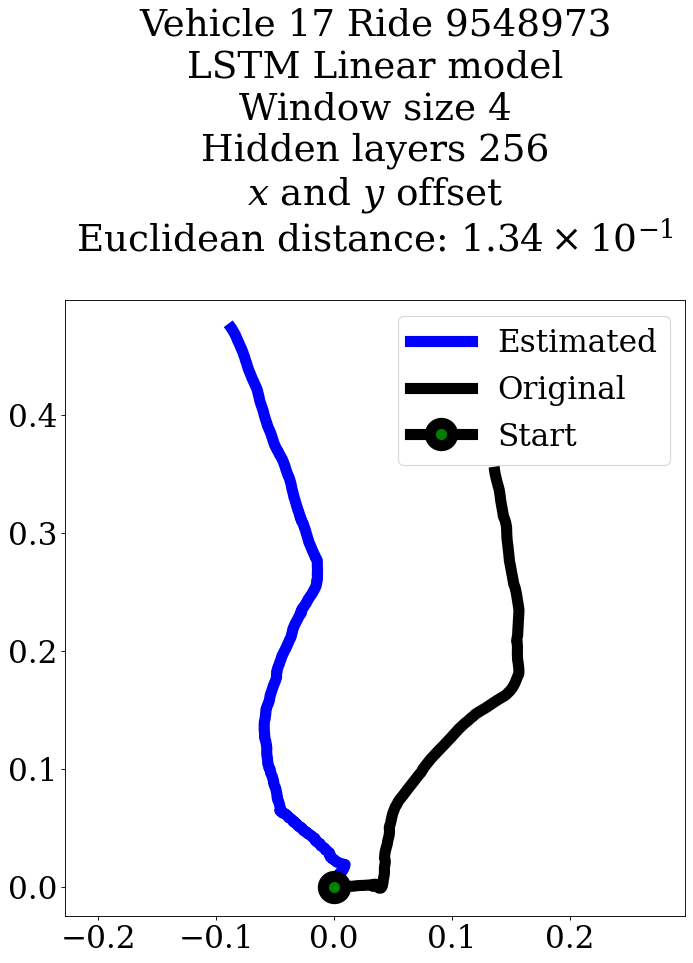 Vehicle 17 Ride 9548973
LSTM Linear model
Window size 4
Hidden layers 256
x and y offset
Euclidean distance: 1.34 × 10⁻¹
Estimated
Original
Start
0.4
0.3
0.2
0.1
0.0
−0.2 −0.1 0.0 0.1 0.2